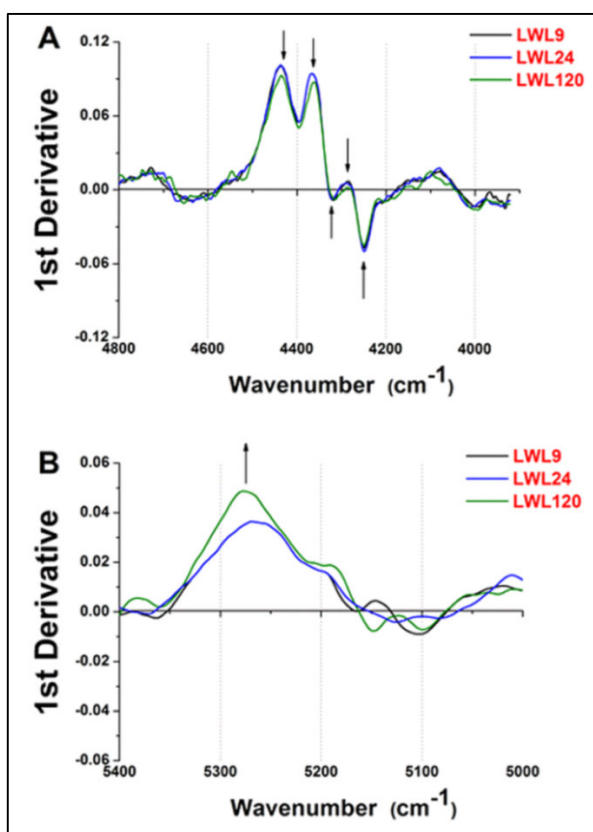 A
LWL9
LWL24
LWL120
0.12
0.06
0.00
-0.06
-0.12
1st Derivative
4800
4600
4400
4200
4000
Wavenumber (cm⁻¹)
B
LWL9
LWL24
LWL120
0.06
0.04
0.02
0.00
-0.02
-0.04
-0.06
1st Derivative
5400
5300
5200
5100
5000
Wavenumber (cm⁻¹)